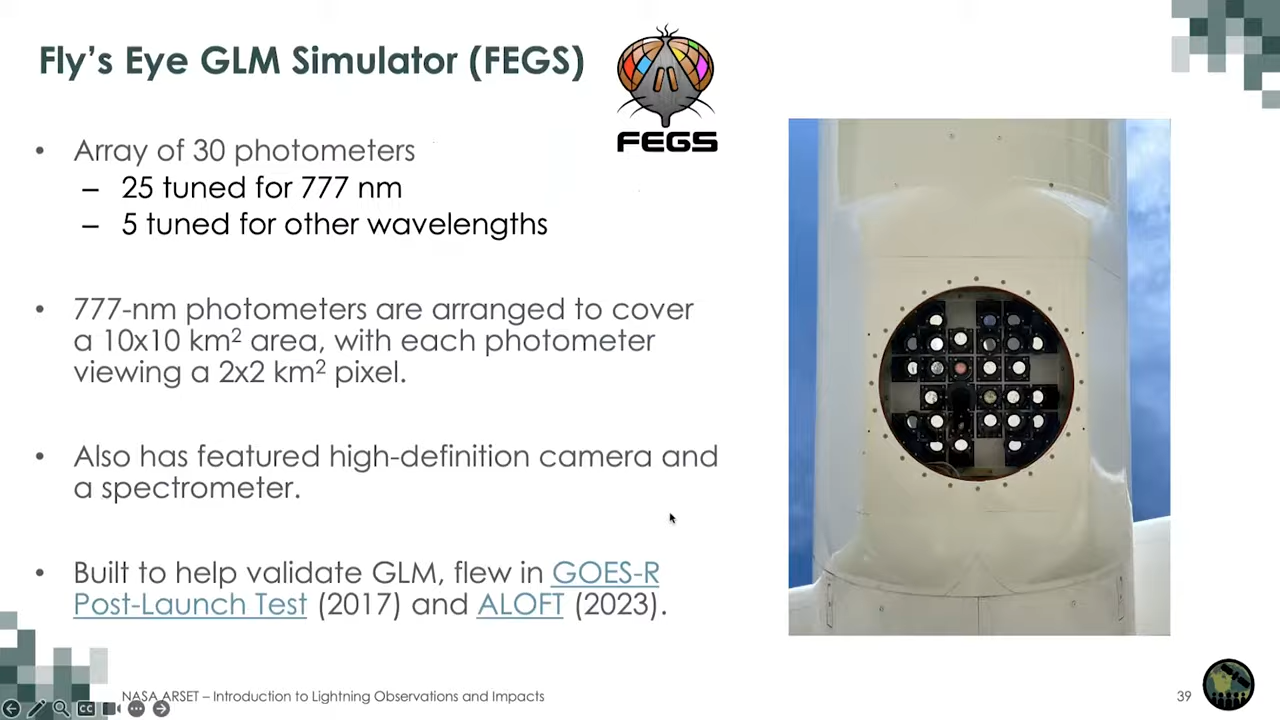 Fly's Eye GLM Simulator (FEGS)
FEGS
• Array of 30 photometers
– 25 tuned for 777 nm
– 5 tuned for other wavelengths
• 777-nm photometers are arranged to cover
a 10x10 km² area, with each photometer
viewing a 2x2 km² pixel.
• Also has featured high-definition camera and
a spectrometer.
• Built to help validate GLM, flew in GOES-R
Post-Launch Test (2017) and ALOFT (2023).
NASA ARSET – Introduction to Lightning Observations and Impacts
39
CC